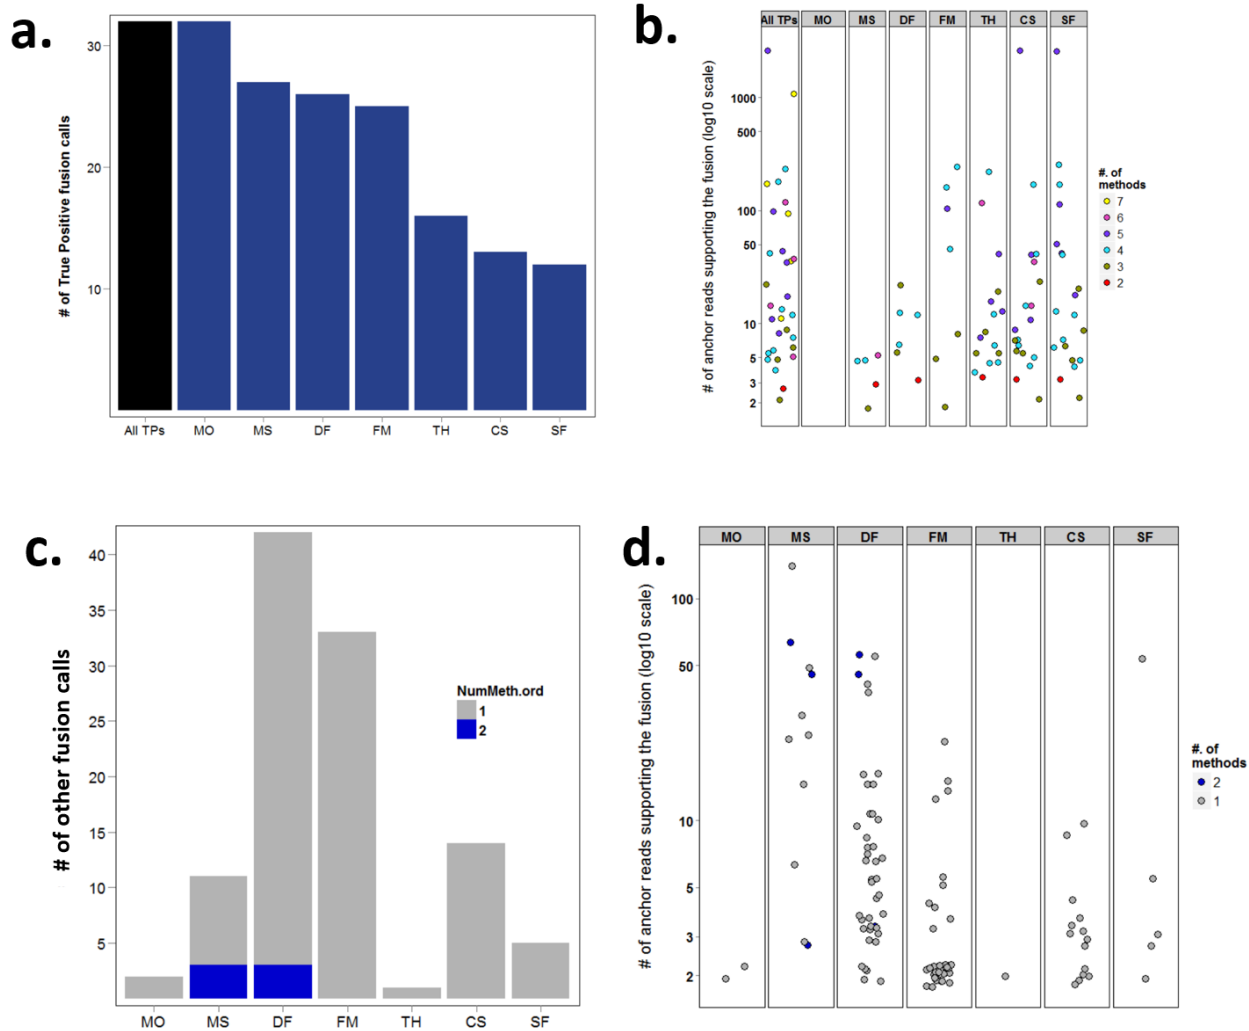 a.
# of True Positive fusion calls
30
20
10
All TPs MO MS DF FM TH CS SF
b.
# of anchor reads supporting the fusion (log10 scale)
All TPs MO MS DF FM TH CS SF
1000
500
100
50
10
5
3
2
#. of
methods
7
6
5
4
3
2
c.
# of other fusion calls
40
35
30
25
20
15
10
5
NumMeth.ord
1
2
MO MS DF FM TH CS SF
d.
# of anchor reads supporting the fusion (log10 scale)
MO MS DF FM TH CS SF
100
50
10
5
3
2
#. of
methods
2
1